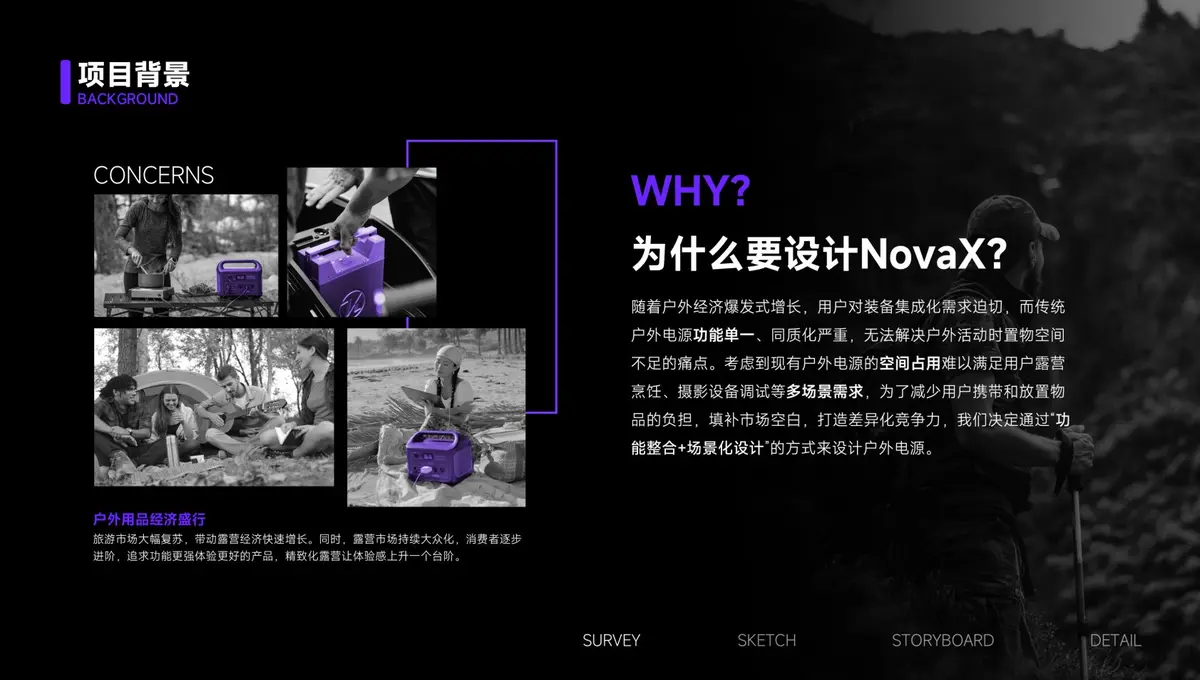 项目背景
BACKGROUND
CONCERNS
户外用品经济盛行
旅游市场大幅复苏，带动露营经济快速增长。同时，露营市场持续大众化，消费者逐步
进阶，追求功能更强体验更好的产品，精致化露营让体验感上升一个台阶。
WHY?
为什么要设计NovaX?
随着户外经济爆发式增长，用户对装备集成化需求迫切，而传统
户外电源功能单一、同质化严重，无法解决户外活动时置物空间
不足的痛点。考虑到现有户外电源的空间占用难以满足用户露营
烹饪、摄影设备调试等多场景需求，为了减少用户携带和放置物
品的负担，填补市场空白，打造差异化竞争力，我们决定通过“功
能整合+场景化设计”的方式来设计户外电源。
SURVEY
SKETCH
STORYBOARD
DETAIL